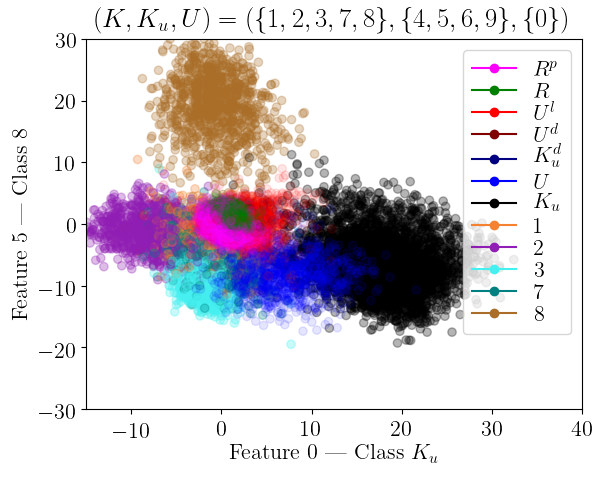 (K, K_u, U) = ({1, 2, 3, 7, 8}, {4, 5, 6, 9}, {0})
30
20
10
0
−10
−20
−30
Feature 5 — Class 8
R^p
R
U^l
U^d
K_u^d
U
K_u
1
2
3
7
8
−10
0
10
20
30
40
Feature 0 — Class K_u